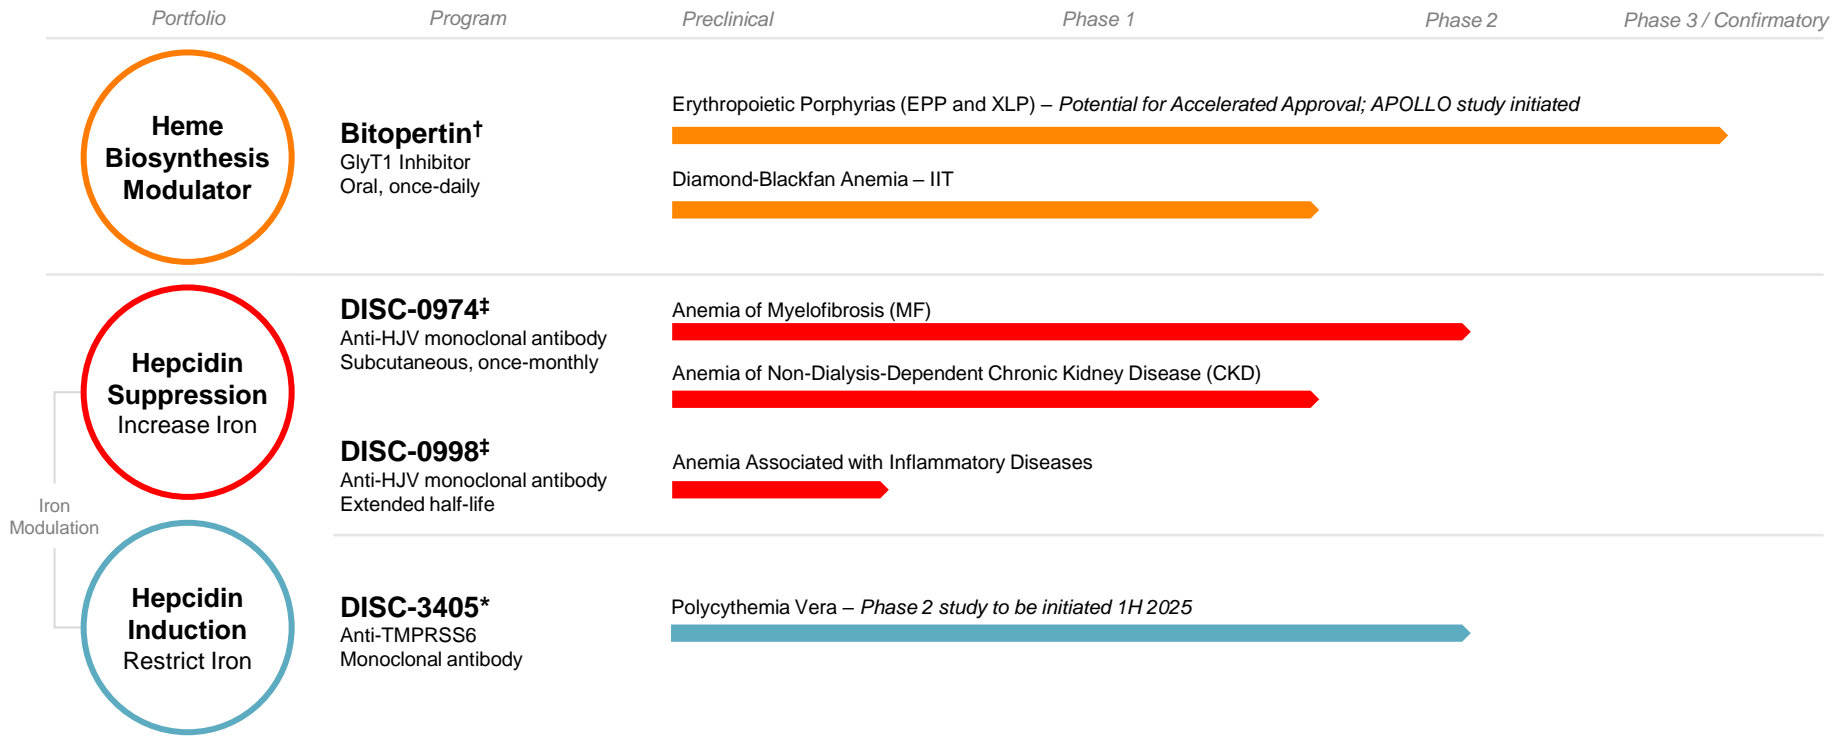 Portfolio Program Preclinical Phase 1 Phase 2 Phase 3 / Confirmatory
Heme
Biosynthesis
Modulator
Bitopertin†
GlyT1 Inhibitor
Oral, once-daily
Erythropoietic Porphyrias (EPP and XLP) – Potential for Accelerated Approval; APOLLO study initiated
Diamond-Blackfan Anemia – IIT
Hepcidin
Suppression
Increase Iron
DISC-0974‡
Anti-HJV monoclonal antibody
Subcutaneous, once-monthly
Anemia of Myelofibrosis (MF)
Anemia of Non-Dialysis-Dependent Chronic Kidney Disease (CKD)
DISC-0998‡
Anti-HJV monoclonal antibody
Extended half-life
Anemia Associated with Inflammatory Diseases
Iron
Modulation
Hepcidin
Induction
Restrict Iron
DISC-3405*
Anti-TMPRSS6
Monoclonal antibody
Polycythemia Vera – Phase 2 study to be initiated 1H 2025